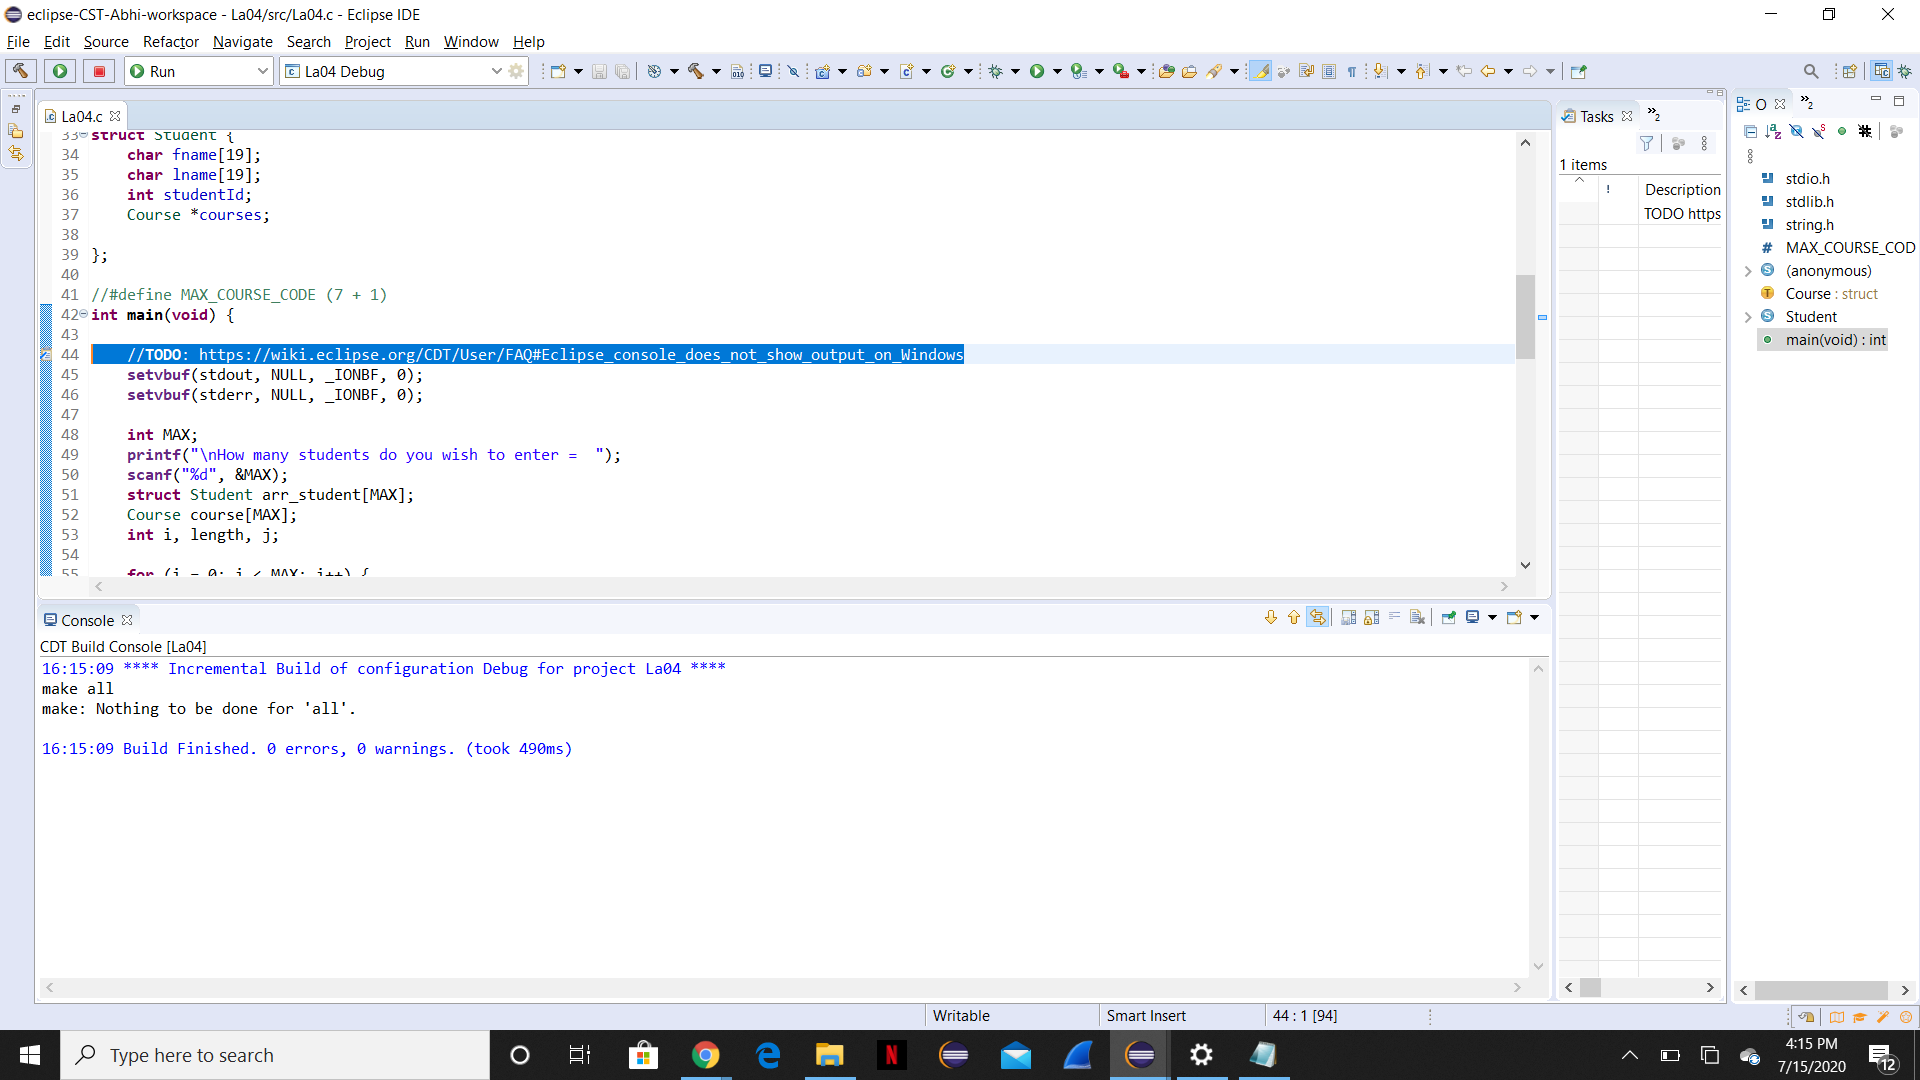 eclipse-CST-Abhi-workspace - La04/src/La04.c - Eclipse IDE
File Edit Source Refactor Navigate Search Project Run Window Help
Run
La04 Debug
La04.c
33 struct Student {
34 char fname[19];
35 char lname[19];
36 int studentId;
37 Course *courses;
38
39 };
40
41 //#define MAX_COURSE_CODE (7 + 1)
42 int main(void) {
43
44 //TODO: https://wiki.eclipse.org/CDT/User/FAQ#Eclipse_console_does_not_show_output_on_Windows
45 setvbuf(stdout, NULL, _IONBF, 0);
46 setvbuf(stderr, NULL, _IONBF, 0);
47
48 int MAX;
49 printf("\nHow many students do you wish to enter =  ");
50 scanf("%d", &MAX);
51 struct Student arr_student[MAX];
52 Course course[MAX];
53 int i, length, j;
54
55 for (i = 0; i < MAX; i++) {
Console
CDT Build Console [La04]
16:15:09 **** Incremental Build of configuration Debug for project La04 ****
make all
make: Nothing to be done for 'all'.
16:15:09 Build Finished. 0 errors, 0 warnings. (took 490ms)
Tasks
2
1 items
! Description
TODO https
O
2
stdio.h
stdlib.h
string.h
# MAX_COURSE_COD
(anonymous)
Course : struct
Student
main(void) : int
Writable
Smart Insert
44 : 1 [94]
Type here to search
4:15 PM
7/15/2020
12